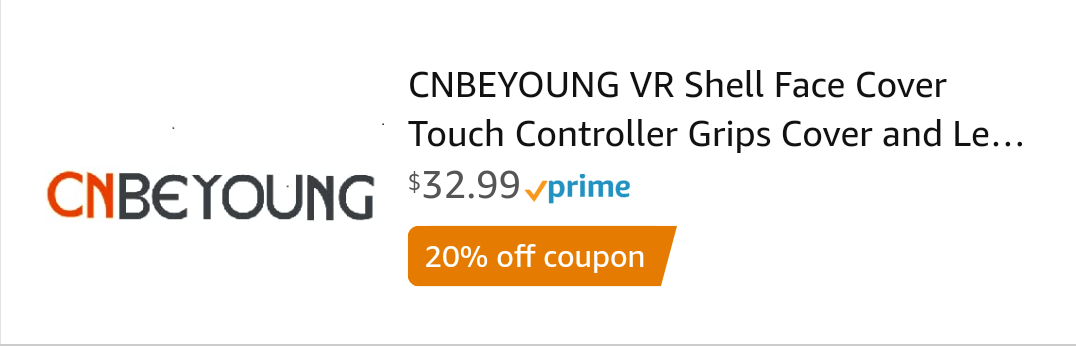 CNBEYOUNG
CNBEYOUNG VR Shell Face Cover
Touch Controller Grips Cover and Le...
$32.99 prime
20% off coupon